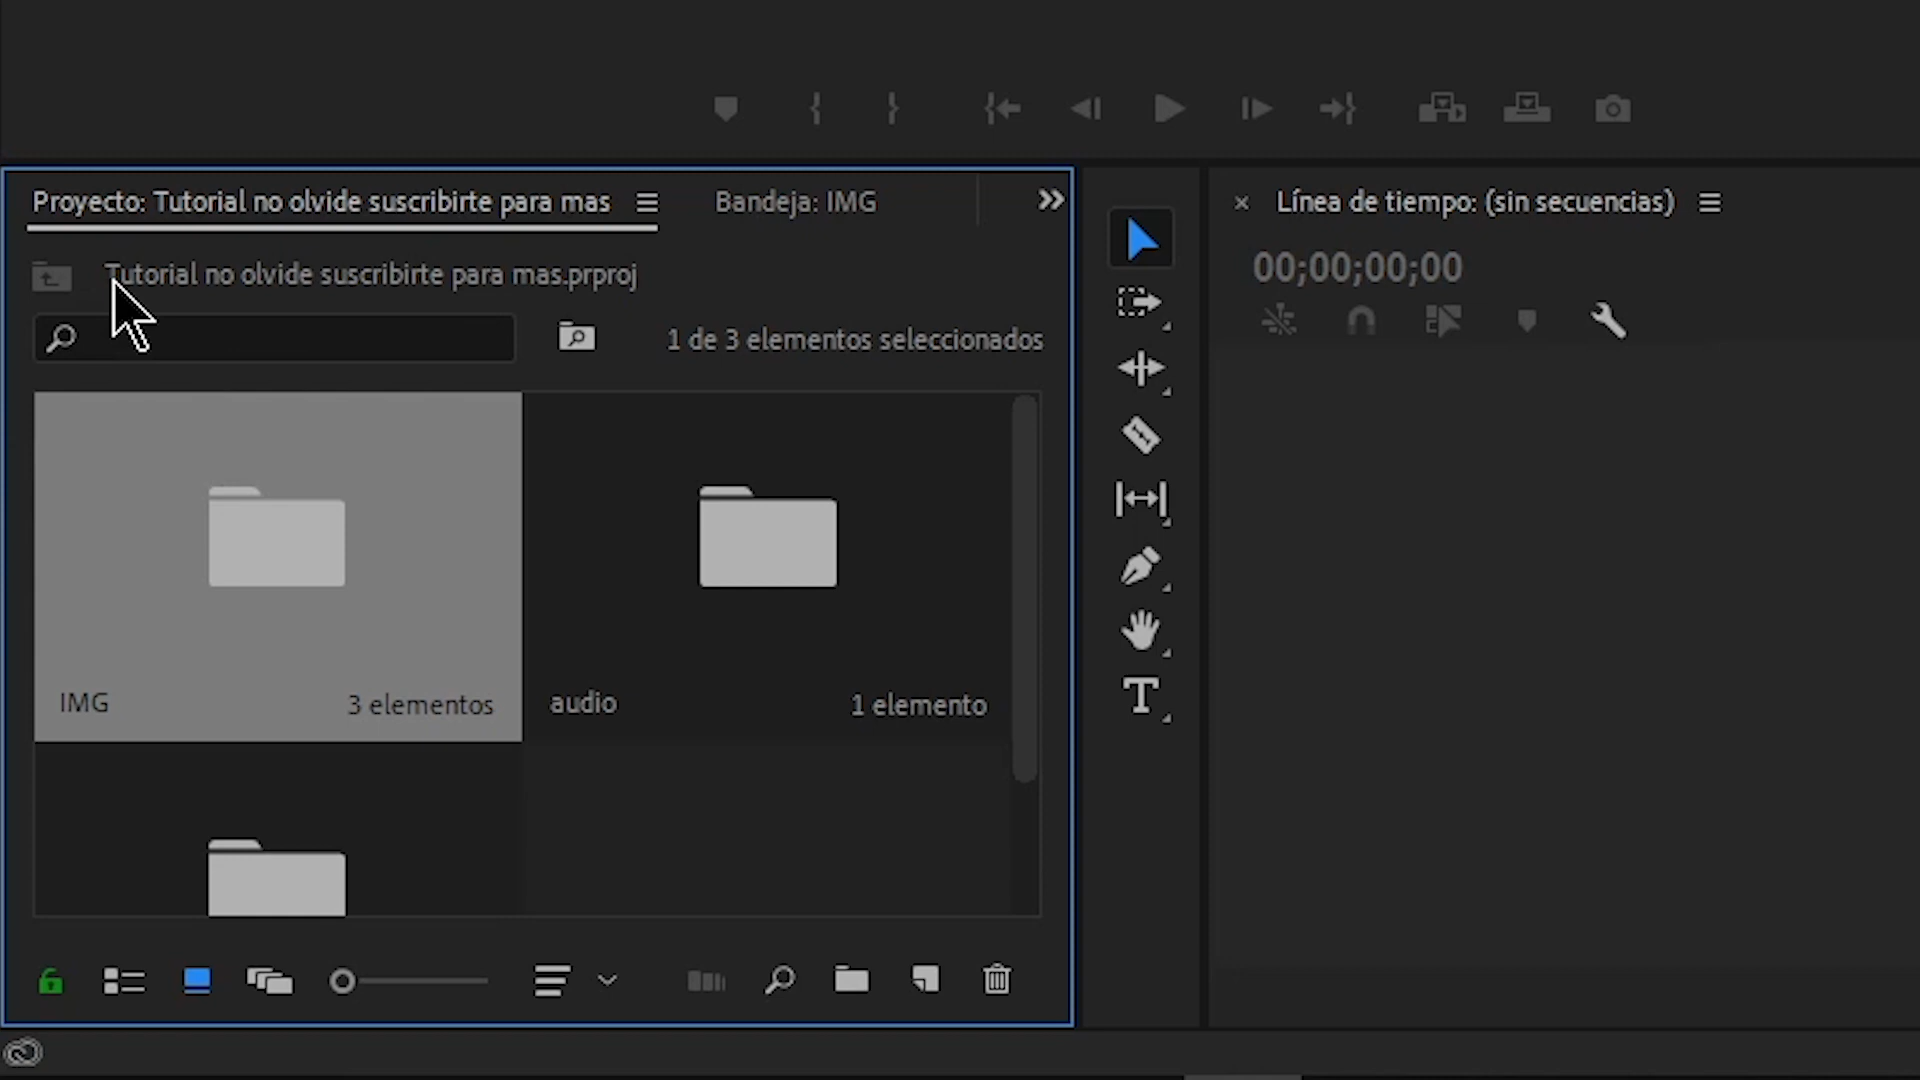 Proyecto: Tutorial no olvide suscribirte para mas
Bandeja: IMG
Línea de tiempo: (sin secuencias)
Tutorial no olvide suscribirte para mas.prproj
00;00;00;00
1 de 3 elementos seleccionados
IMG
3 elementos
audio
1 elemento